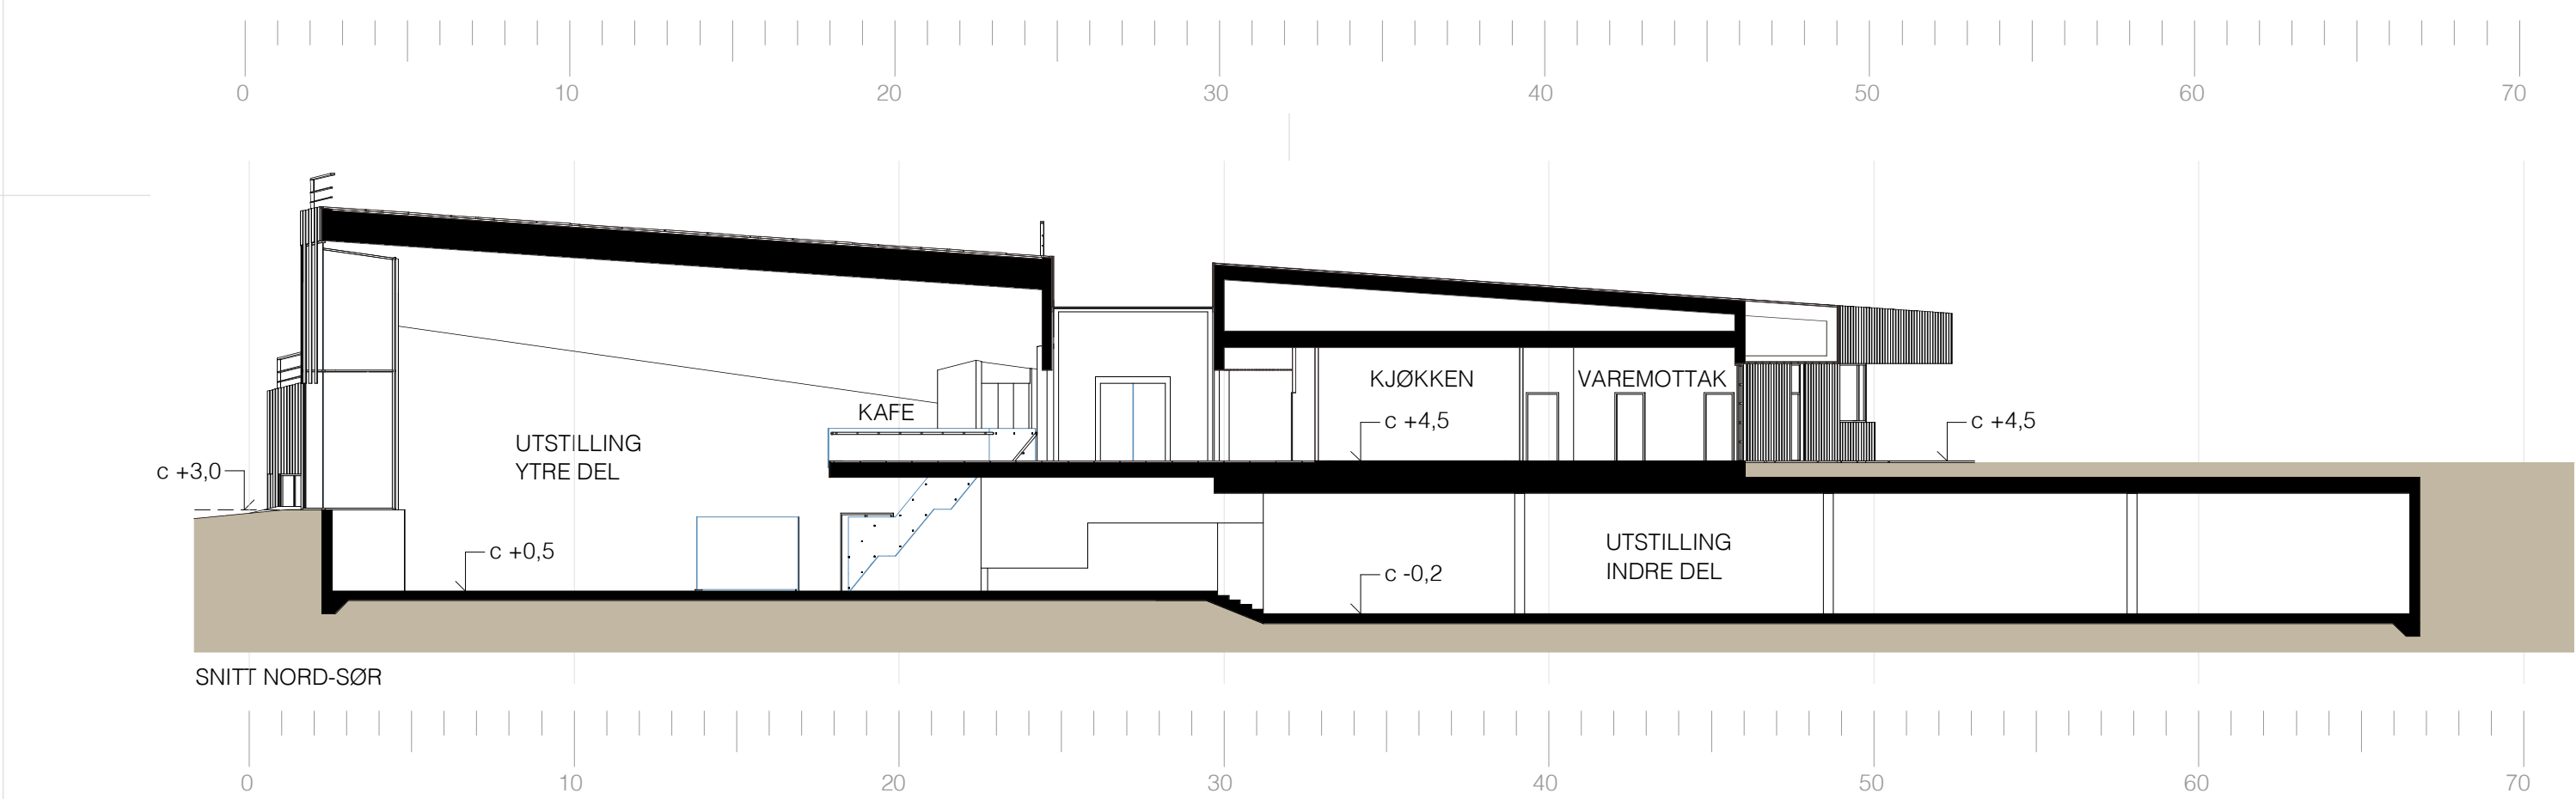 0 10 20 30 40 50 60 70
KJØKKEN
VAREMOTTAK
KAFE
c +4,5
c +4,5
UTSTILLING
YTRE DEL
c +3,0
UTSTILLING
INDRE DEL
c +0,5
c -0,2
SNITT NORD-SØR
0 10 20 30 40 50 60 70